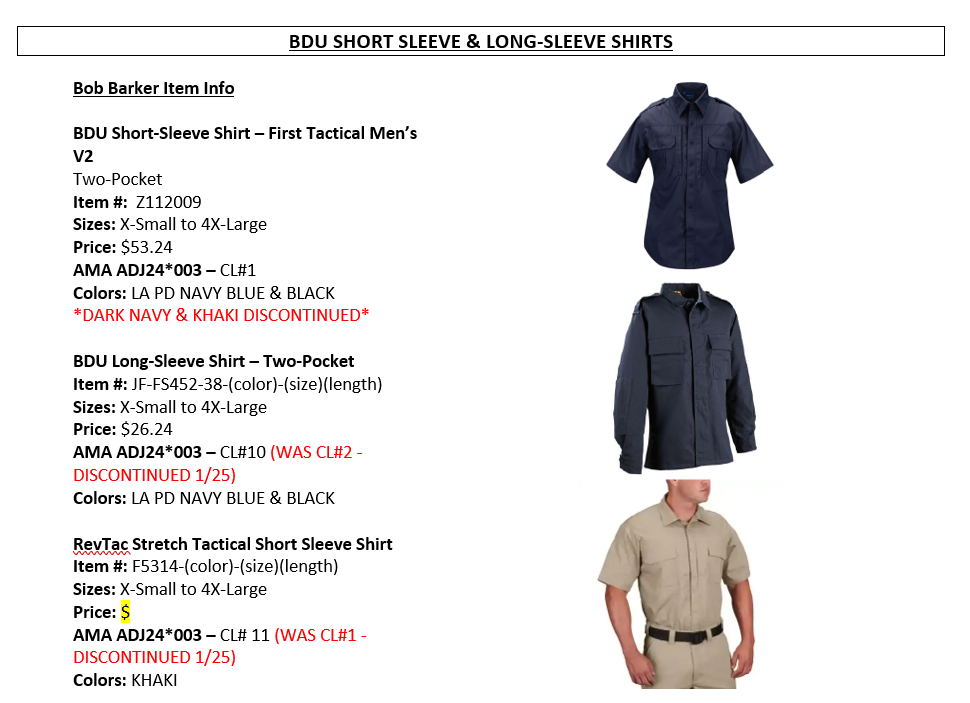 BDU SHORT SLEEVE & LONG-SLEEVE SHIRTS
Bob Barker Item Info
BDU Short-Sleeve Shirt – First Tactical Men’s
V2
Two-Pocket
Item #:  Z112009
Sizes: X-Small to 4X-Large
Price: $53.24
AMA ADJ24*003 – CL#1
Colors: LA PD NAVY BLUE & BLACK
*DARK NAVY & KHAKI DISCONTINUED*
BDU Long-Sleeve Shirt – Two-Pocket
Item #: JF-FS452-38-(color)-(size)(length)
Sizes: X-Small to 4X-Large
Price: $26.24
AMA ADJ24*003 – CL#10 (WAS CL#2 -
DISCONTINUED 1/25)
Colors: LA PD NAVY BLUE & BLACK
RevTac Stretch Tactical Short Sleeve Shirt
Item #: F5314-(color)-(size)(length)
Sizes: X-Small to 4X-Large
Price: $
AMA ADJ24*003 – CL# 11 (WAS CL#1 -
DISCONTINUED 1/25)
Colors: KHAKI